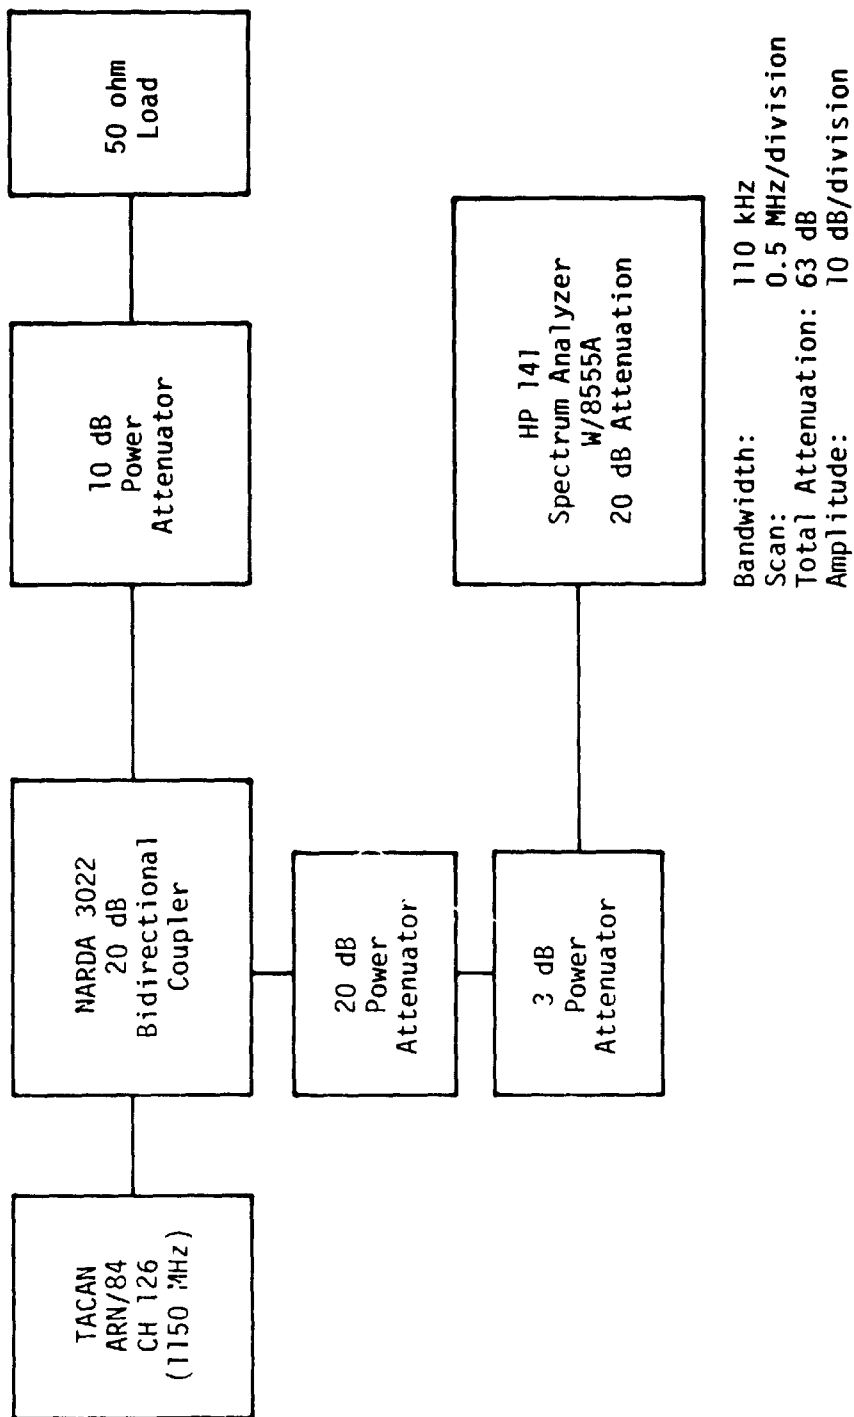 TACAN
ARN/84
CH 126
(1150 MHz)
NARDA 3022
20 dB
Bidirectional
Coupler
10 dB
Power
Attenuator
50 ohm
Load
20 dB
Power
Attenuator
3 dB
Power
Attenuator
HP 141
Spectrum Analyzer
W/8555A
20 dB Attenuation
Bandwidth: 110 kHz
Scan: 0.5 MHz/division
Total Attenuation: 63 dB
Amplitude: 10 dB/division